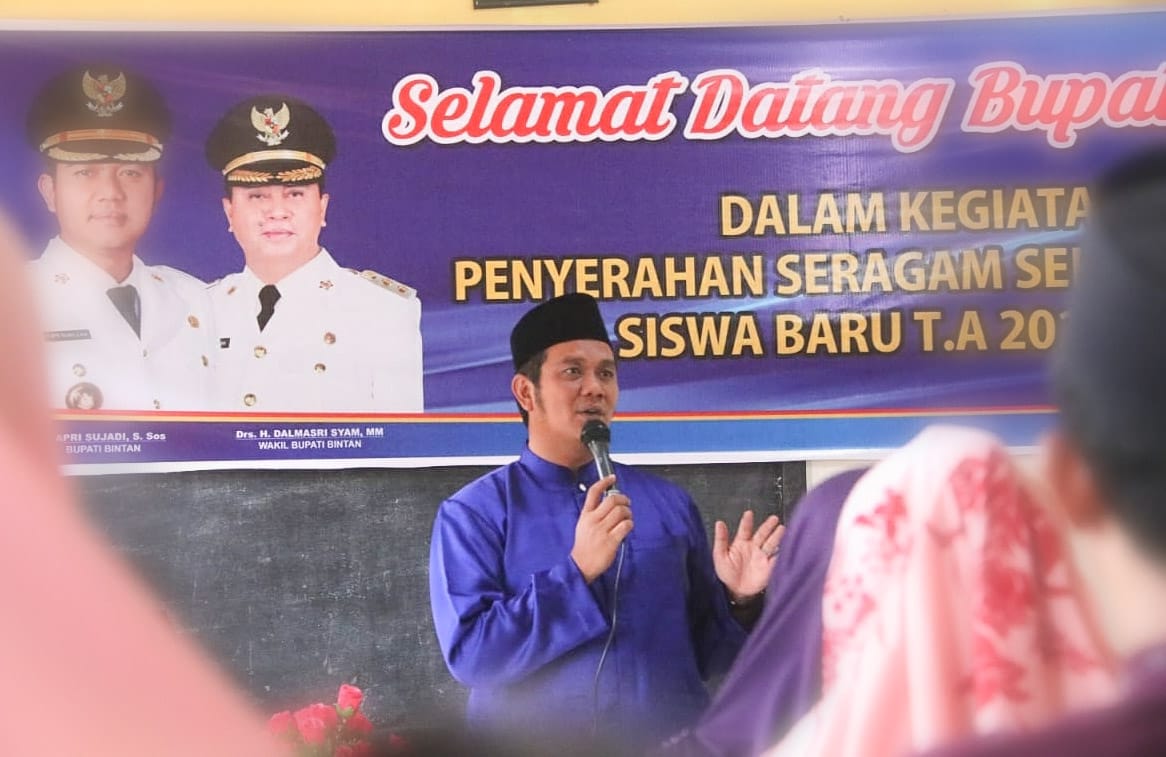 Selamat Datang Bupat
DALAM KEGIATA
PENYERAHAN SERAGAM SE
SISWA BARU T.A 20
APRI SUJADI, S. Sos
BUPATI BINTAN
Drs. H. DALMASRI SYAM, MM
WAKIL BUPATI BINTAN